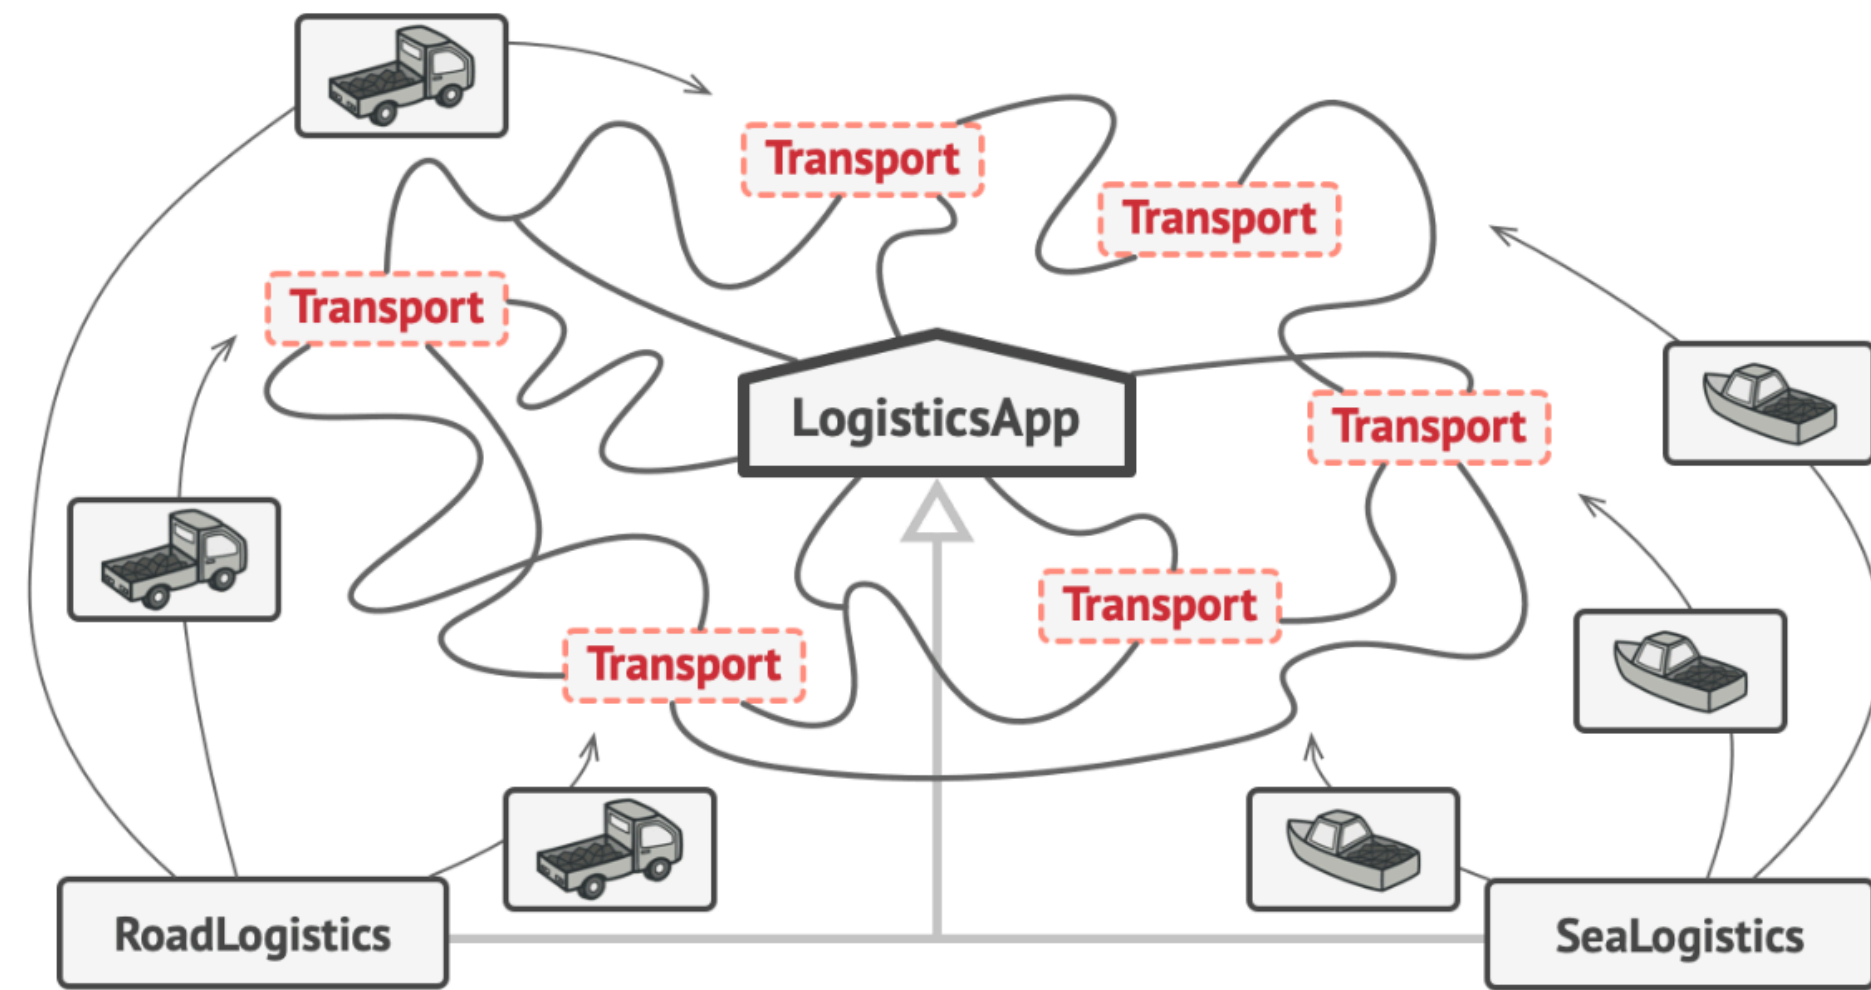 Transport
Transport
Transport
LogisticsApp
Transport
Transport
Transport
RoadLogistics
SeaLogistics